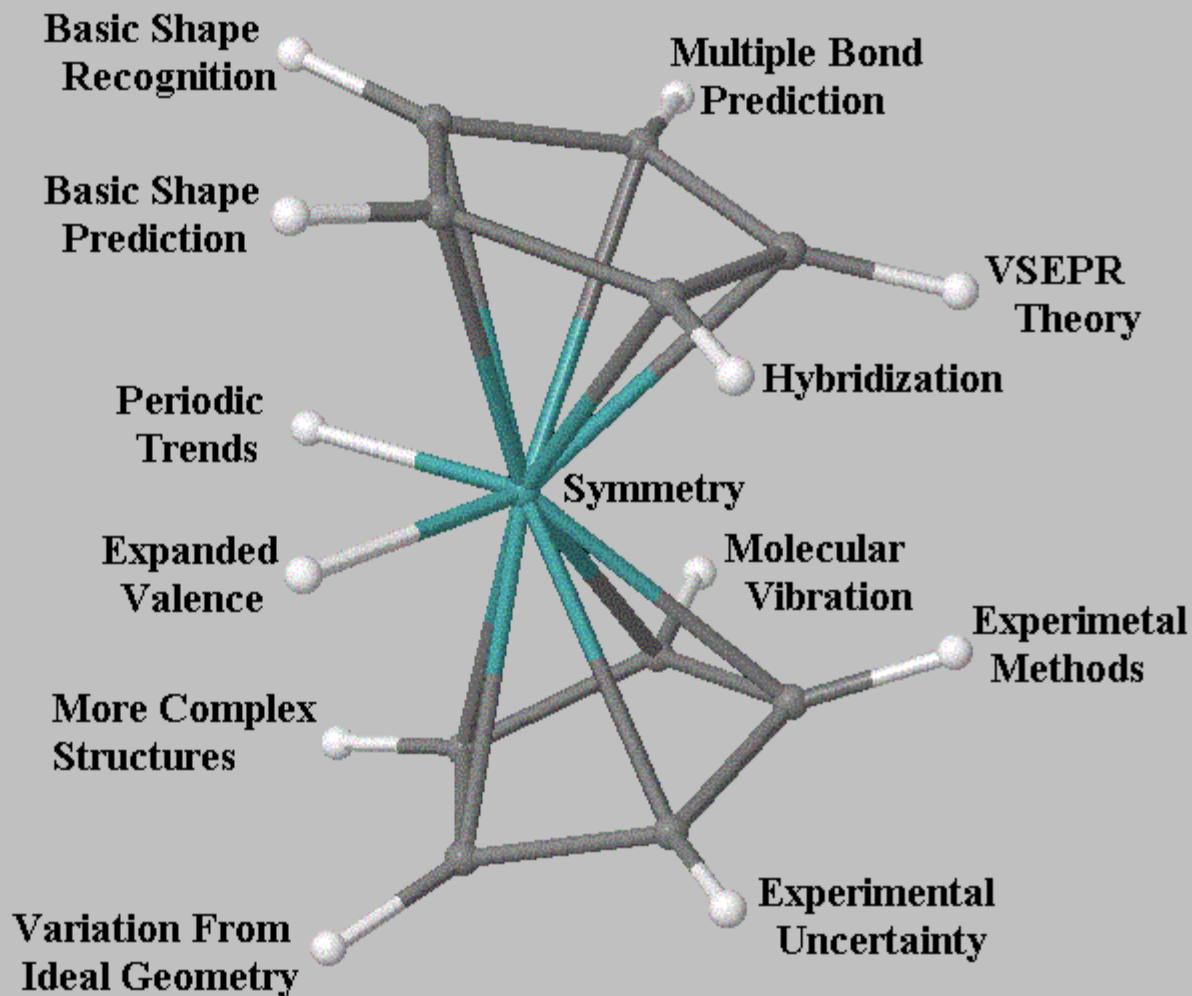 Basic Shape
Recognition
Multiple Bond
Prediction
Basic Shape
Prediction
VSEPR
Theory
Hybridization
Periodic
Trends
Symmetry
Expanded
Valence
Molecular
Vibration
Experimetal
Methods
More Complex
Structures
Experimental
Uncertainty
Variation From
Ideal Geometry